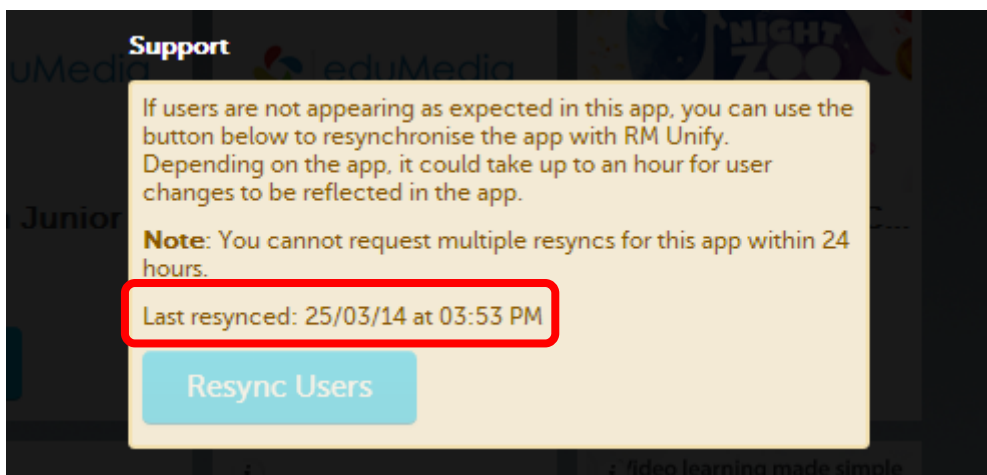 uMedia
eduMedia
NIGHT
ZOO
Support
If users are not appearing as expected in this app, you can use the
button below to resynchronise the app with RM Unify.
Depending on the app, it could take up to an hour for user
changes to be reflected in the app.
Junior
C...
Note: You cannot request multiple resyncs for this app within 24
hours.
Last resynced: 25/03/14 at 03:53 PM
Resync Users
ideo learning made simple